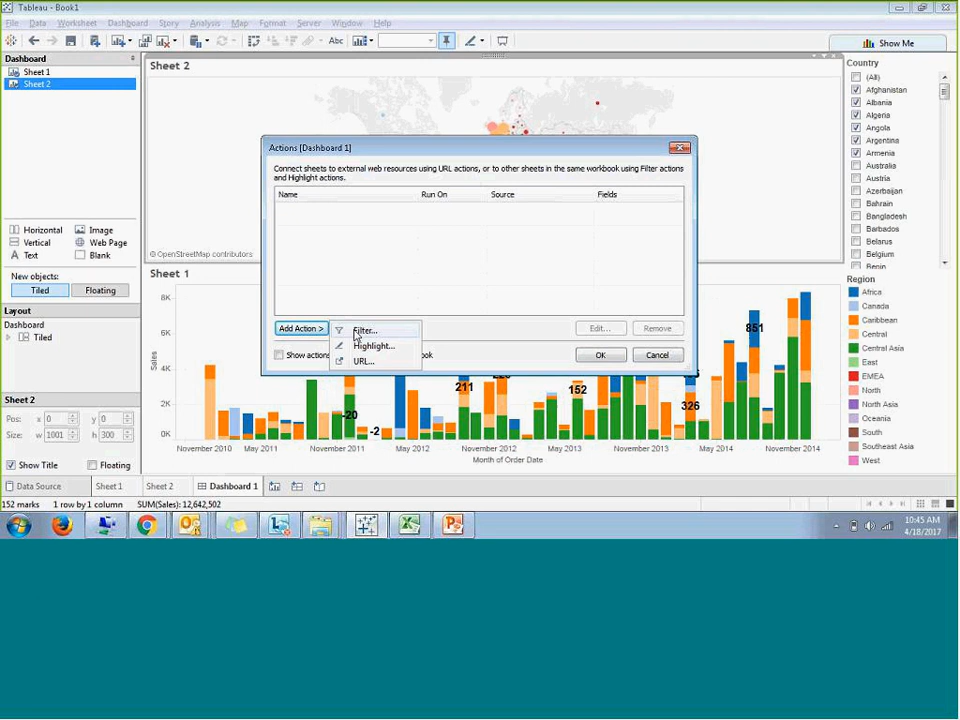 Tableau - Book1
File Data Worksheet Dashboard Story Analysis Map Format Server Window Help
Abc
Show Me
Dashboard
Sheet 1
Sheet 2
Horizontal Image
Vertical Web Page
Text Blank
New objects:
Tiled Floating
Layout
Dashboard
Tiled
Sheet 2
Pos: x 0 y 0
Size: w 1001 h 300
Show Title Floating
Sheet 2
© OpenStreetMap contributors
Actions [Dashboard 1]
Connect sheets to external web resources using URL actions, or to other sheets in the same workbook using Filter actions
and Highlight actions.
Name Run On Source Fields
Add Action > Edit... Remove
Filter...
Highlight...
URL...
Show actions
OK Cancel
Sheet 1
8K
6K
4K
2K
0K
Sales
851
211
152
326
-20
-2
November 2010 May 2011 November 2011 May 2012 November 2012 May 2013 November 2013 May 2014 November 2014
Month of Order Date
Country
(All)
Afghanistan
Albania
Algeria
Angola
Argentina
Armenia
Australia
Austria
Azerbaijan
Bahrain
Bangladesh
Barbados
Belarus
Belgium
Benin
Region
Africa
Canada
Caribbean
Central
Central Asia
East
EMEA
North
North Asia
Oceania
South
Southeast Asia
West
Data Source Sheet 1 Sheet 2 Dashboard 1
152 marks 1 row by 1 column SUM(Sales): 12,642,502
10:45 AM
4/18/2017